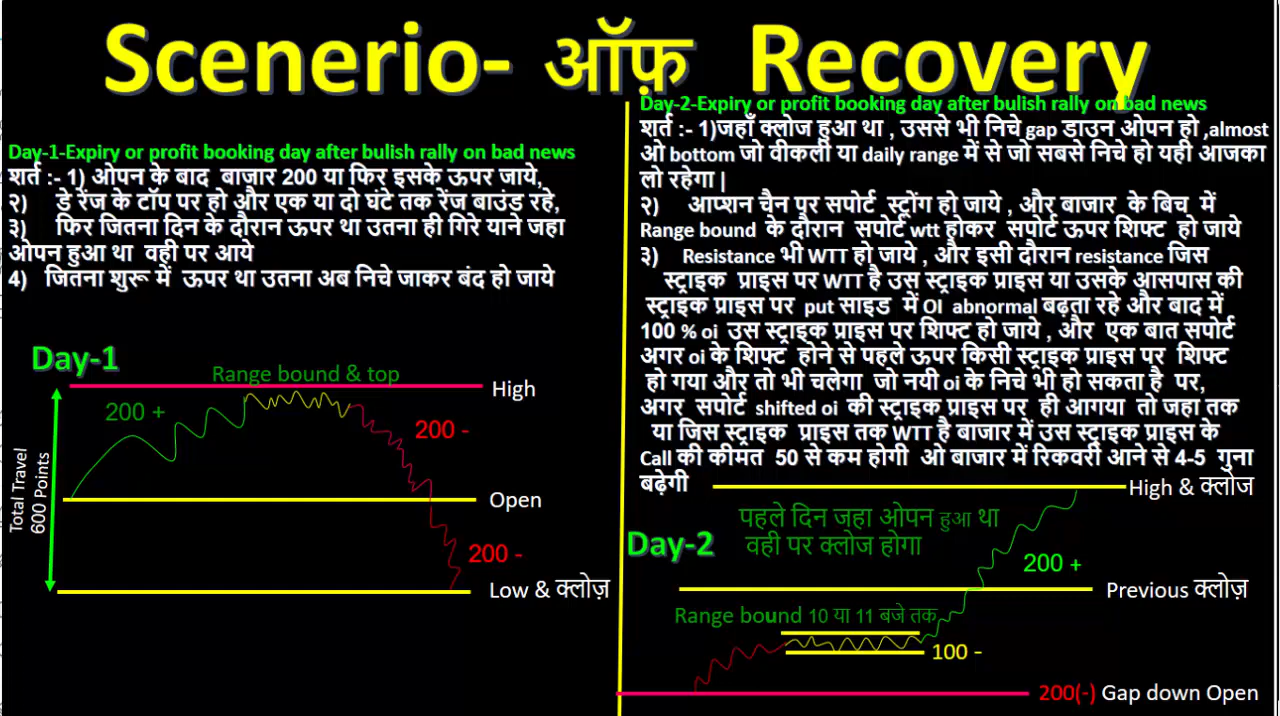 Scenerio- ऑफ़ Recovery
Day-1-Expiry or profit booking day after bulish rally on bad news
शर्त :- 1) ओपन के बाद बाजार 200 या फिर इसके ऊपर जाये,
२) डे रेंज के टॉप पर हो और एक या दो घंटे तक रेंज बाउंड रहे,
३) फिर जितना दिन के दौरान ऊपर था उतना ही गिरे याने जहा
ओपन हुआ था वही पर आये
4) जितना शुरू में ऊपर था उतना अब निचे जाकर बंद हो जाये
Day-1
Range bound & top
High
200 +
200 -
Total Travel
600 Points
Open
200 -
Low & क्लोज़
Day-2-Expiry or profit booking day after bulish rally on bad news
शर्त :- 1)जहाँ क्लोज हुआ था , उससे भी निचे gap डाउन ओपन हो ,almost
ओ bottom जो वीकली या daily range में से जो सबसे निचे हो यही आजका
लो रहेगा |
२) आप्शन चैन पर सपोर्ट स्ट्रोंग हो जाये , और बाजार के बिच में
Range bound के दौरान सपोर्ट wtt होकर सपोर्ट ऊपर शिफ्ट हो जाये
३) Resistance भी WTT हो जाये , और इसी दौरान resistance जिस
स्ट्राइक प्राइस पर WTT है उस स्ट्राइक प्राइस या उसके आसपास की
स्ट्राइक प्राइस पर put साइड में OI abnormal बढ़ता रहे और बाद में
100 % oi उस स्ट्राइक प्राइस पर शिफ्ट हो जाये , और एक बात सपोर्ट
अगर oi के शिफ्ट होने से पहले ऊपर किसी स्ट्राइक प्राइस पर शिफ्ट
हो गया और तो भी चलेगा जो नयी oi के निचे भी हो सकता है पर,
अगर सपोर्ट shifted oi की स्ट्राइक प्राइस पर ही आगया तो जहा तक
या जिस स्ट्राइक प्राइस तक WTT है बाजार में उस स्ट्राइक प्राइस के
Call की कीमत 50 से कम होगी ओ बाजार में रिकवरी आने से 4-5 गुना
बढ़ेगी
High & क्लोज
पहले दिन जहा ओपन हुआ था
वही पर क्लोज होगा
Day-2
200 +
Previous क्लोज़
Range bound 10 या 11 बजे तक
100 -
200(-) Gap down Open